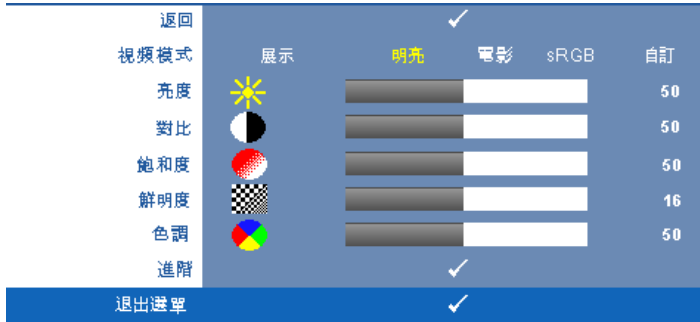 返回
視頻模式 展示 明亮 電影 sRGB 自訂
亮度 50
對比 50
飽和度 50
鮮明度 16
色調 50
進階
退出選單